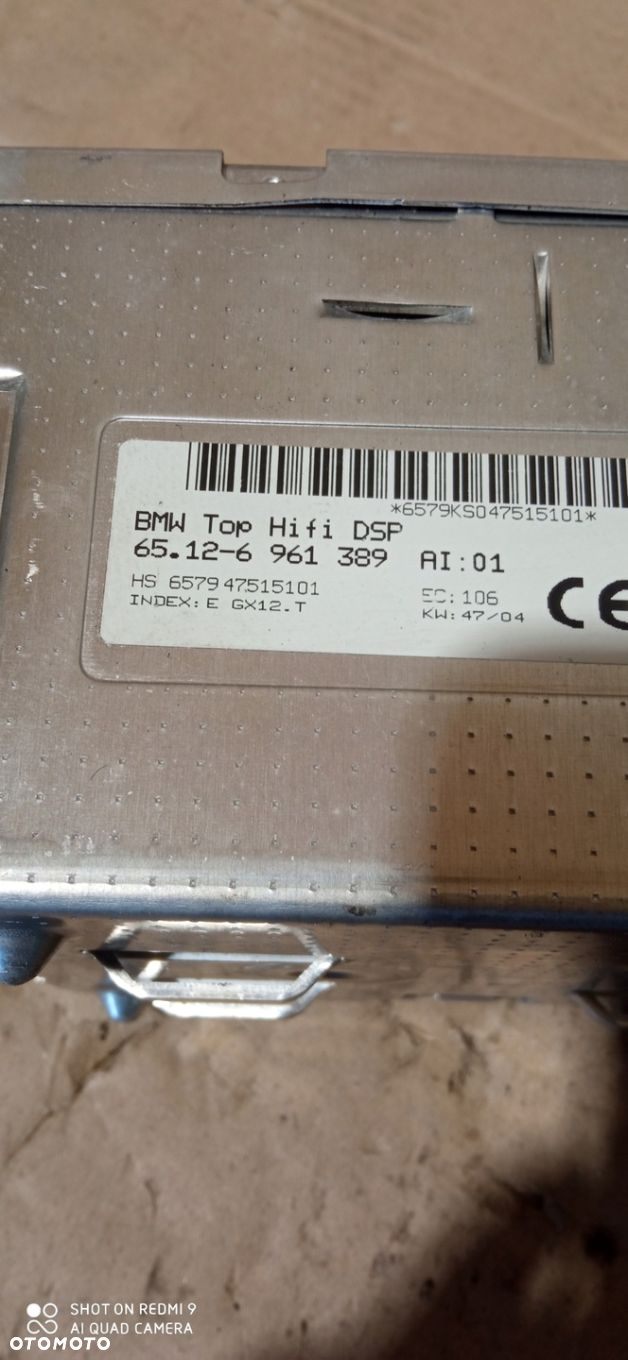 *6579KS047515101*
BMW Top Hifi DSP
65.12-6 961 389 AI:01
HS 6579 47515101 EC: 106
INDEX: E GX12.T KW: 47/04
CE
SHOT ON REDMI 9
AI QUAD CAMERA
OTOMOTO